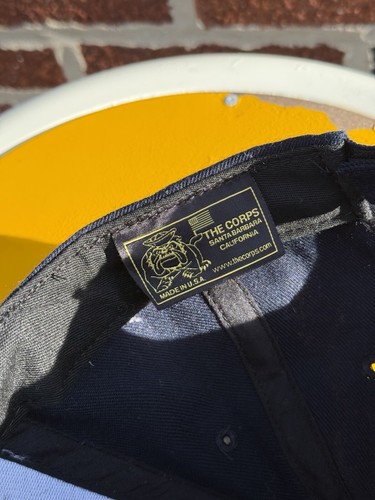 THE CORPS
SANTA BARBARA
CALIFORNIA
www.thecorps.com
MADE IN U.S.A.